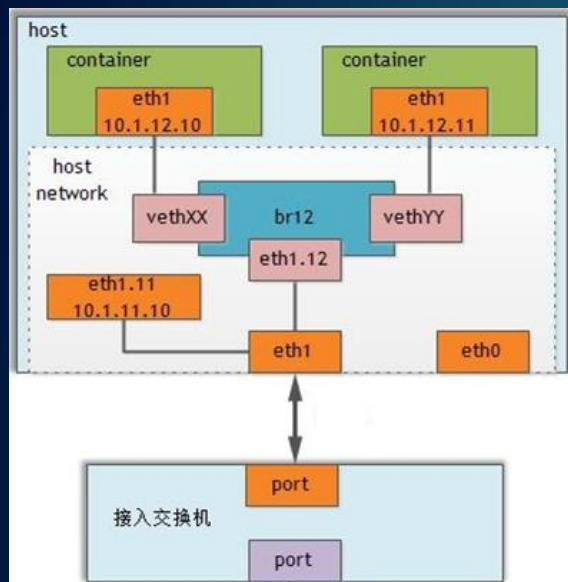 host
container
container
eth1
10.1.12.10
eth1
10.1.12.11
host
network
vethXX
br12
vethYY
eth1.12
eth1.11
10.1.11.10
eth1
eth0
port
接入交换机
port